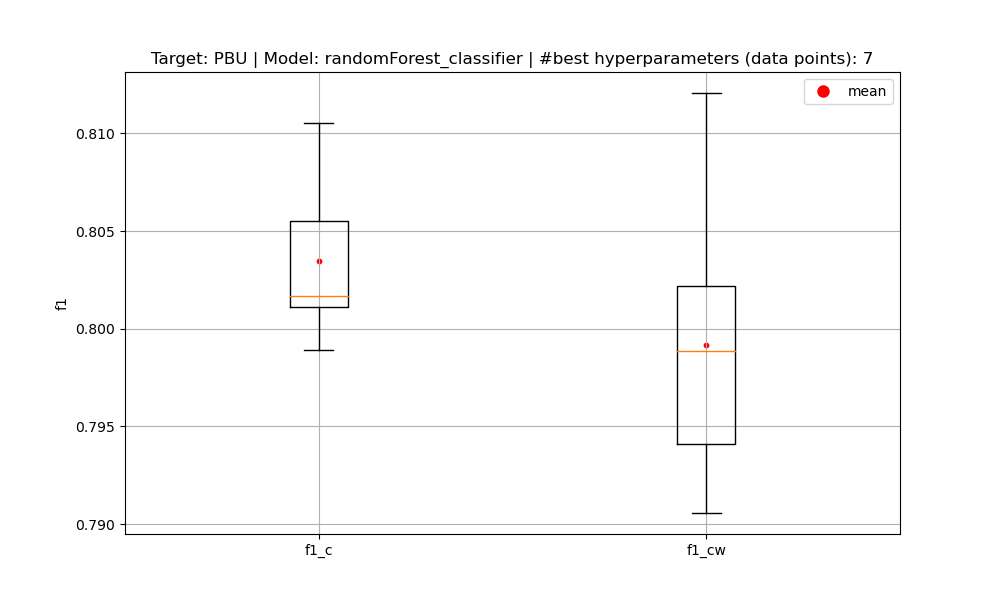 Target: PBU | Model: randomForest_classifier | #best hyperparameters (data points): 7
mean
0.810
0.805
0.800
0.795
0.790
f1
f1_c
f1_cw